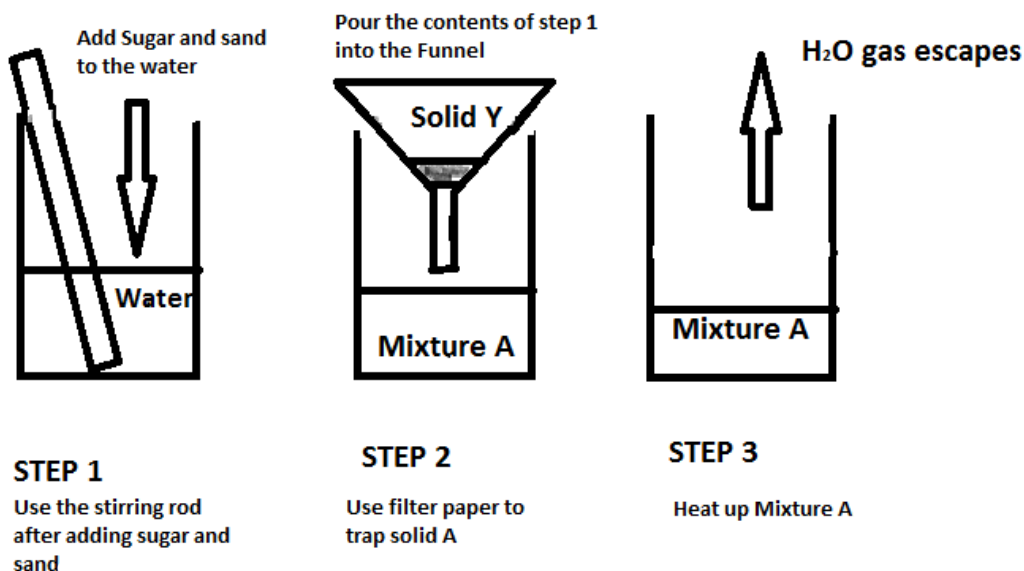 Add Sugar and sand
to the water
Water
STEP 1
Use the stirring rod
after adding sugar and
sand
Pour the contents of step 1
into the Funnel
Solid Y
Mixture A
STEP 2
Use filter paper to
trap solid A
H₂O gas escapes
Mixture A
STEP 3
Heat up Mixture A